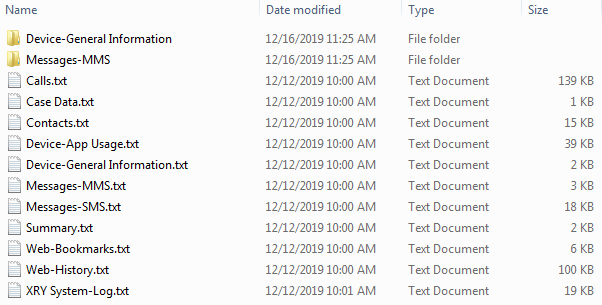 Name Date modified Type Size
Device-General Information 12/16/2019 11:25 AM File folder
Messages-MMS 12/16/2019 11:25 AM File folder
Calls.txt 12/12/2019 10:00 AM Text Document 139 KB
Case Data.txt 12/12/2019 10:00 AM Text Document 1 KB
Contacts.txt 12/12/2019 10:00 AM Text Document 15 KB
Device-App Usage.txt 12/12/2019 10:00 AM Text Document 39 KB
Device-General Information.txt 12/12/2019 10:00 AM Text Document 2 KB
Messages-MMS.txt 12/12/2019 10:00 AM Text Document 3 KB
Messages-SMS.txt 12/12/2019 10:00 AM Text Document 18 KB
Summary.txt 12/12/2019 10:00 AM Text Document 2 KB
Web-Bookmarks.txt 12/12/2019 10:00 AM Text Document 6 KB
Web-History.txt 12/12/2019 10:00 AM Text Document 100 KB
XRY System-Log.txt 12/12/2019 10:01 AM Text Document 19 KB